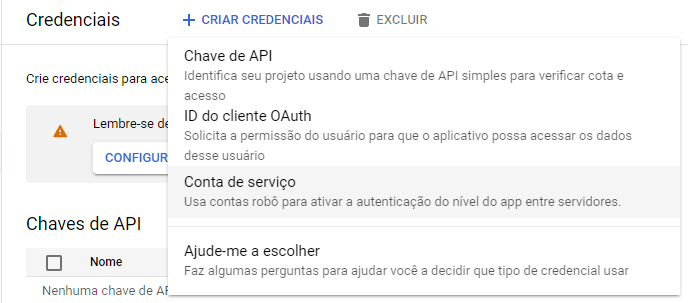 Credenciais
+ CRIAR CREDENCIAIS
EXCLUIR
Chave de API
Identifica seu projeto usando uma chave de API simples para verificar cota e
acesso
Crie credenciais para ace
ID do cliente OAuth
Solicita a permissão do usuário para que o aplicativo possa acessar os dados
desse usuário
Lembre-se de
CONFIGUR
Conta de serviço
Usa contas robô para ativar a autenticação do nível do app entre servidores.
Ajude-me a escolher
Faz algumas perguntas para ajudar você a decidir que tipo de credencial usar
Chaves de API
Nome
Nenhuma chave de AP